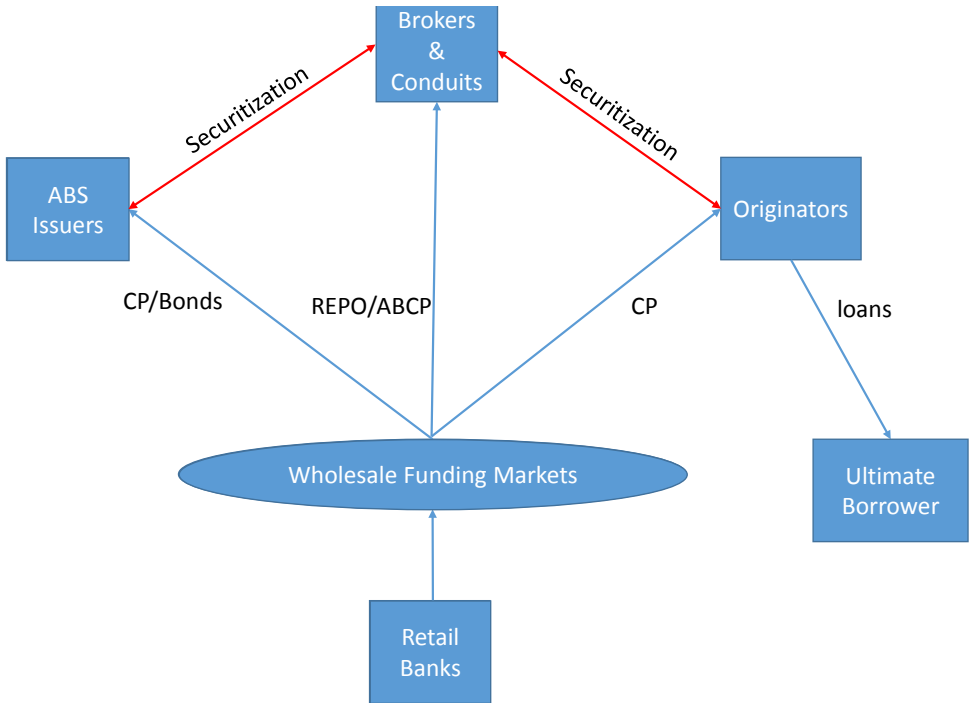 Brokers
&
Conduits
Securitization
Securitization
ABS
Issuers
Originators
CP/Bonds
REPO/ABCP
CP
loans
Wholesale Funding Markets
Ultimate
Borrower
Retail
Banks